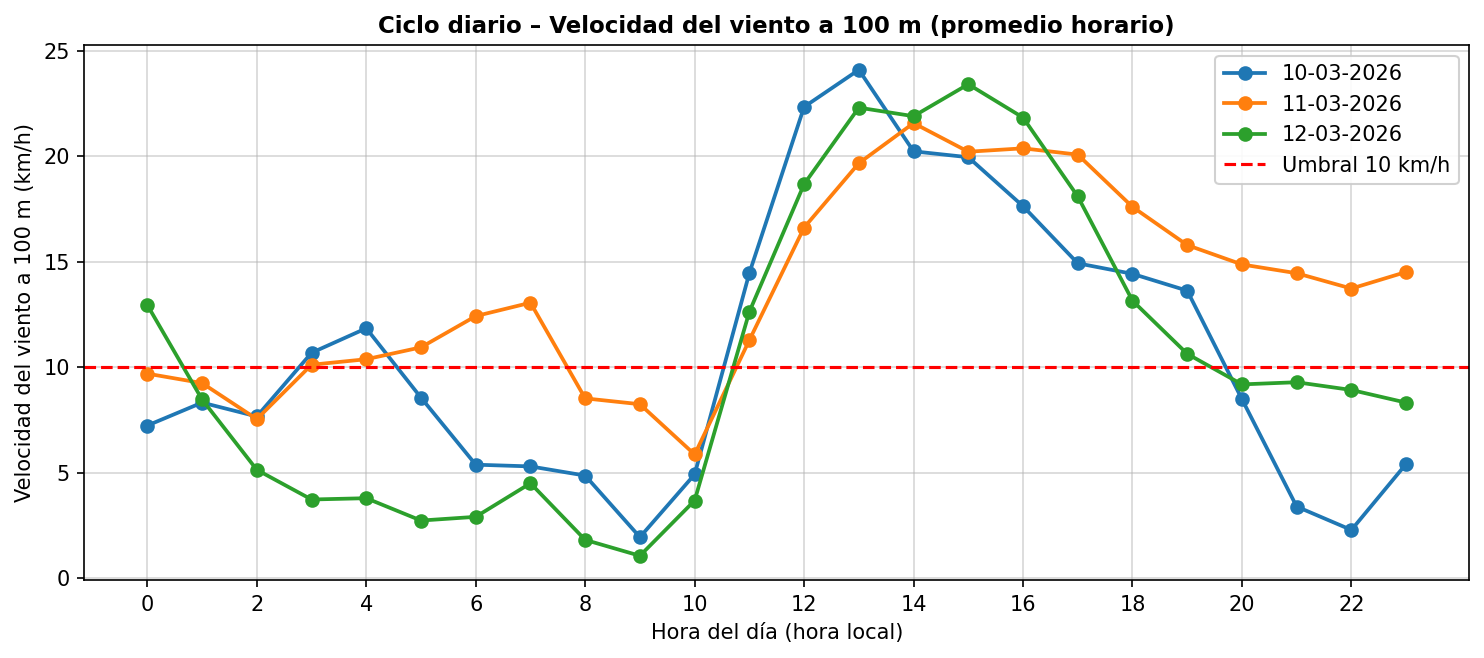 Ciclo diario – Velocidad del viento a 100 m (promedio horario)
Velocidad del viento a 100 m (km/h)
25
20
15
10
5
0
10-03-2026
11-03-2026
12-03-2026
Umbral 10 km/h
0 2 4 6 8 10 12 14 16 18 20 22
Hora del día (hora local)